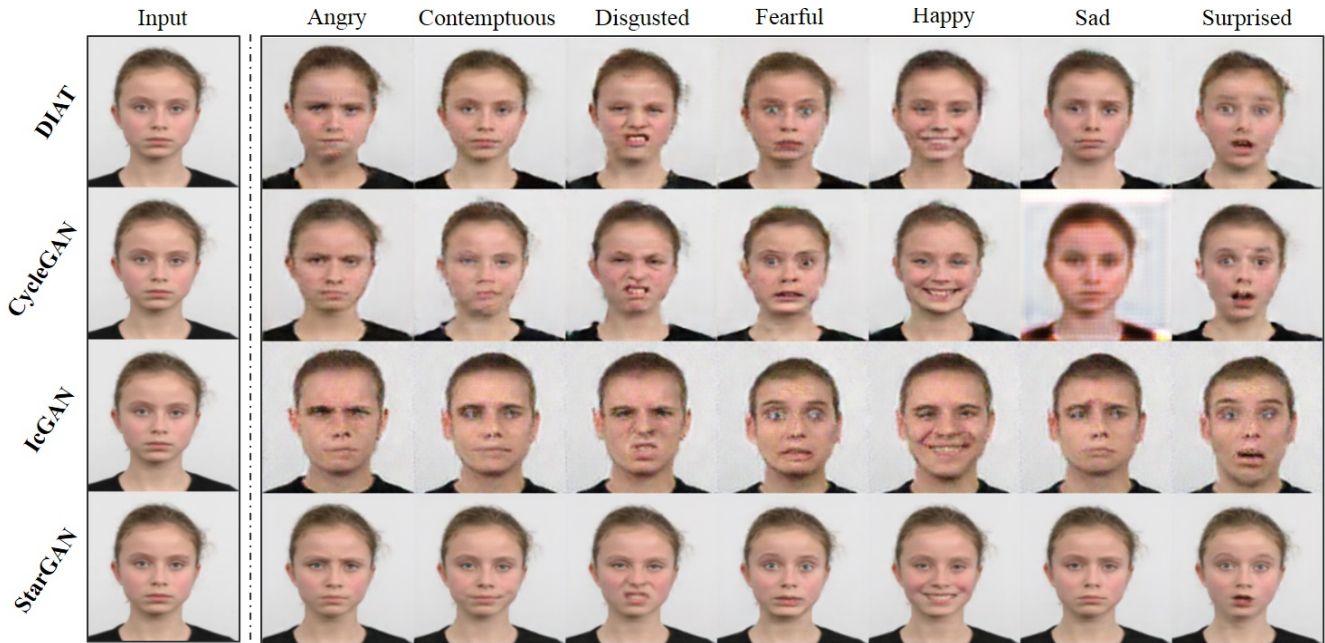 Input Angry Contemptuous Disgusted Fearful Happy Sad Surprised
DIAT
CycleGAN
IcGAN
StarGAN